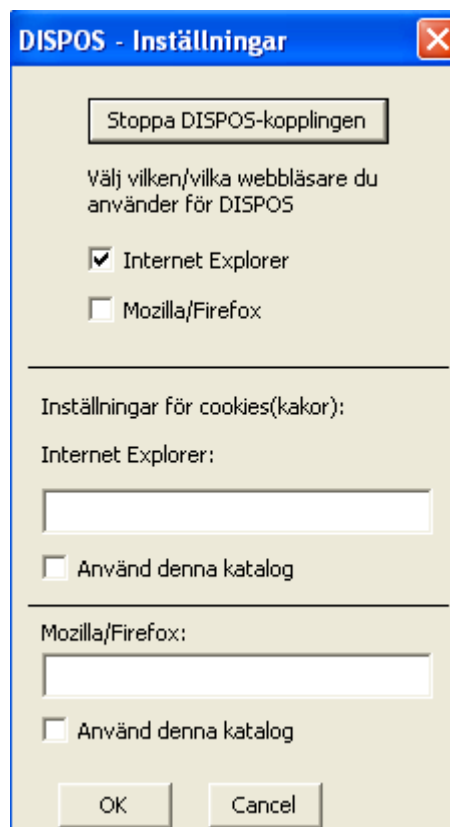 DISPOS - Inställningar
Stoppa DISPOS-kopplingen
Välj vilken/vilka webbläsare du
använder för DISPOS
Internet Explorer
Mozilla/Firefox
Inställningar för cookies(kakor):
Internet Explorer:
Använd denna katalog
Mozilla/Firefox:
Använd denna katalog
OK
Cancel